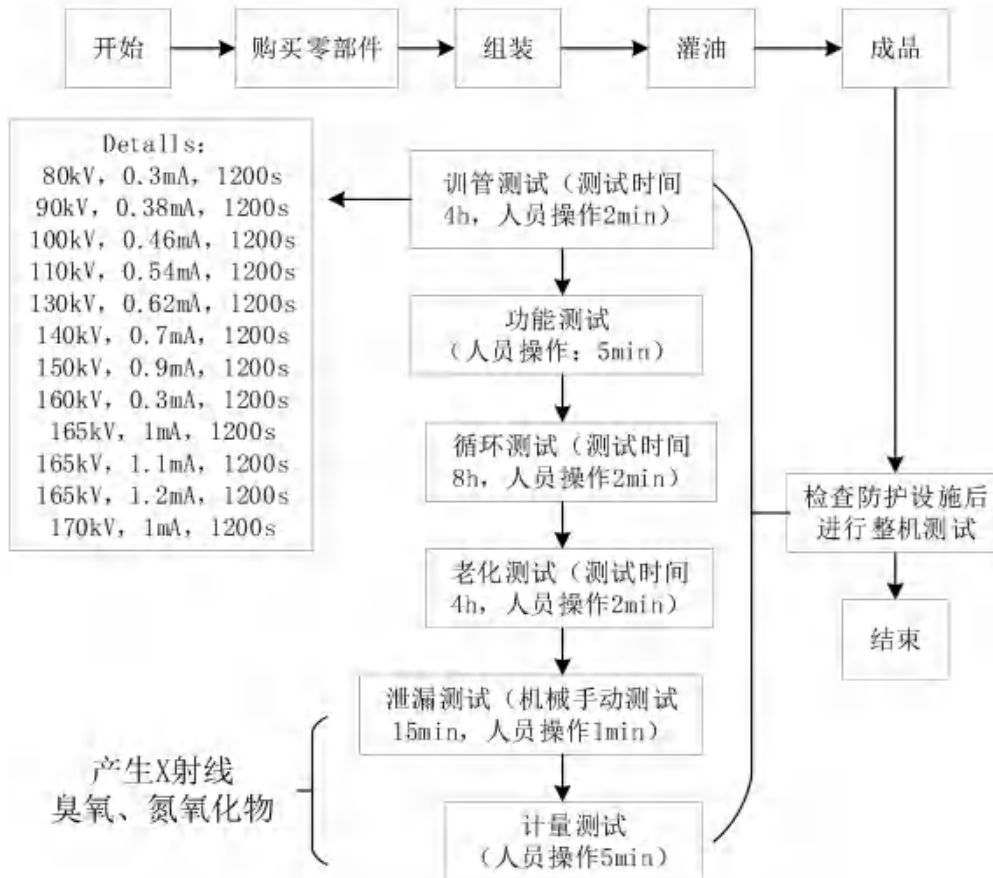 开始
购买零部件
组装
灌油
成品
Detalls:
80kV, 0.3mA, 1200s
90kV, 0.38mA, 1200s
100kV, 0.46mA, 1200s
110kV, 0.54mA, 1200s
130kV, 0.62mA, 1200s
140kV, 0.7mA, 1200s
150kV, 0.9mA, 1200s
160kV, 0.3mA, 1200s
165kV, 1mA, 1200s
165kV, 1.1mA, 1200s
165kV, 1.2mA, 1200s
170kV, 1mA, 1200s
训管测试（测试时间
4h, 人员操作2min）
功能测试
（人员操作：5min）
循环测试（测试时间
8h, 人员操作2min）
老化测试（测试时间
4h, 人员操作2min）
泄漏测试（机械手动测试
15min, 人员操作1min）
计量测试
（人员操作5min）
产生X射线
臭氧、氮氧化物
检查防护设施后
进行整机测试
结束